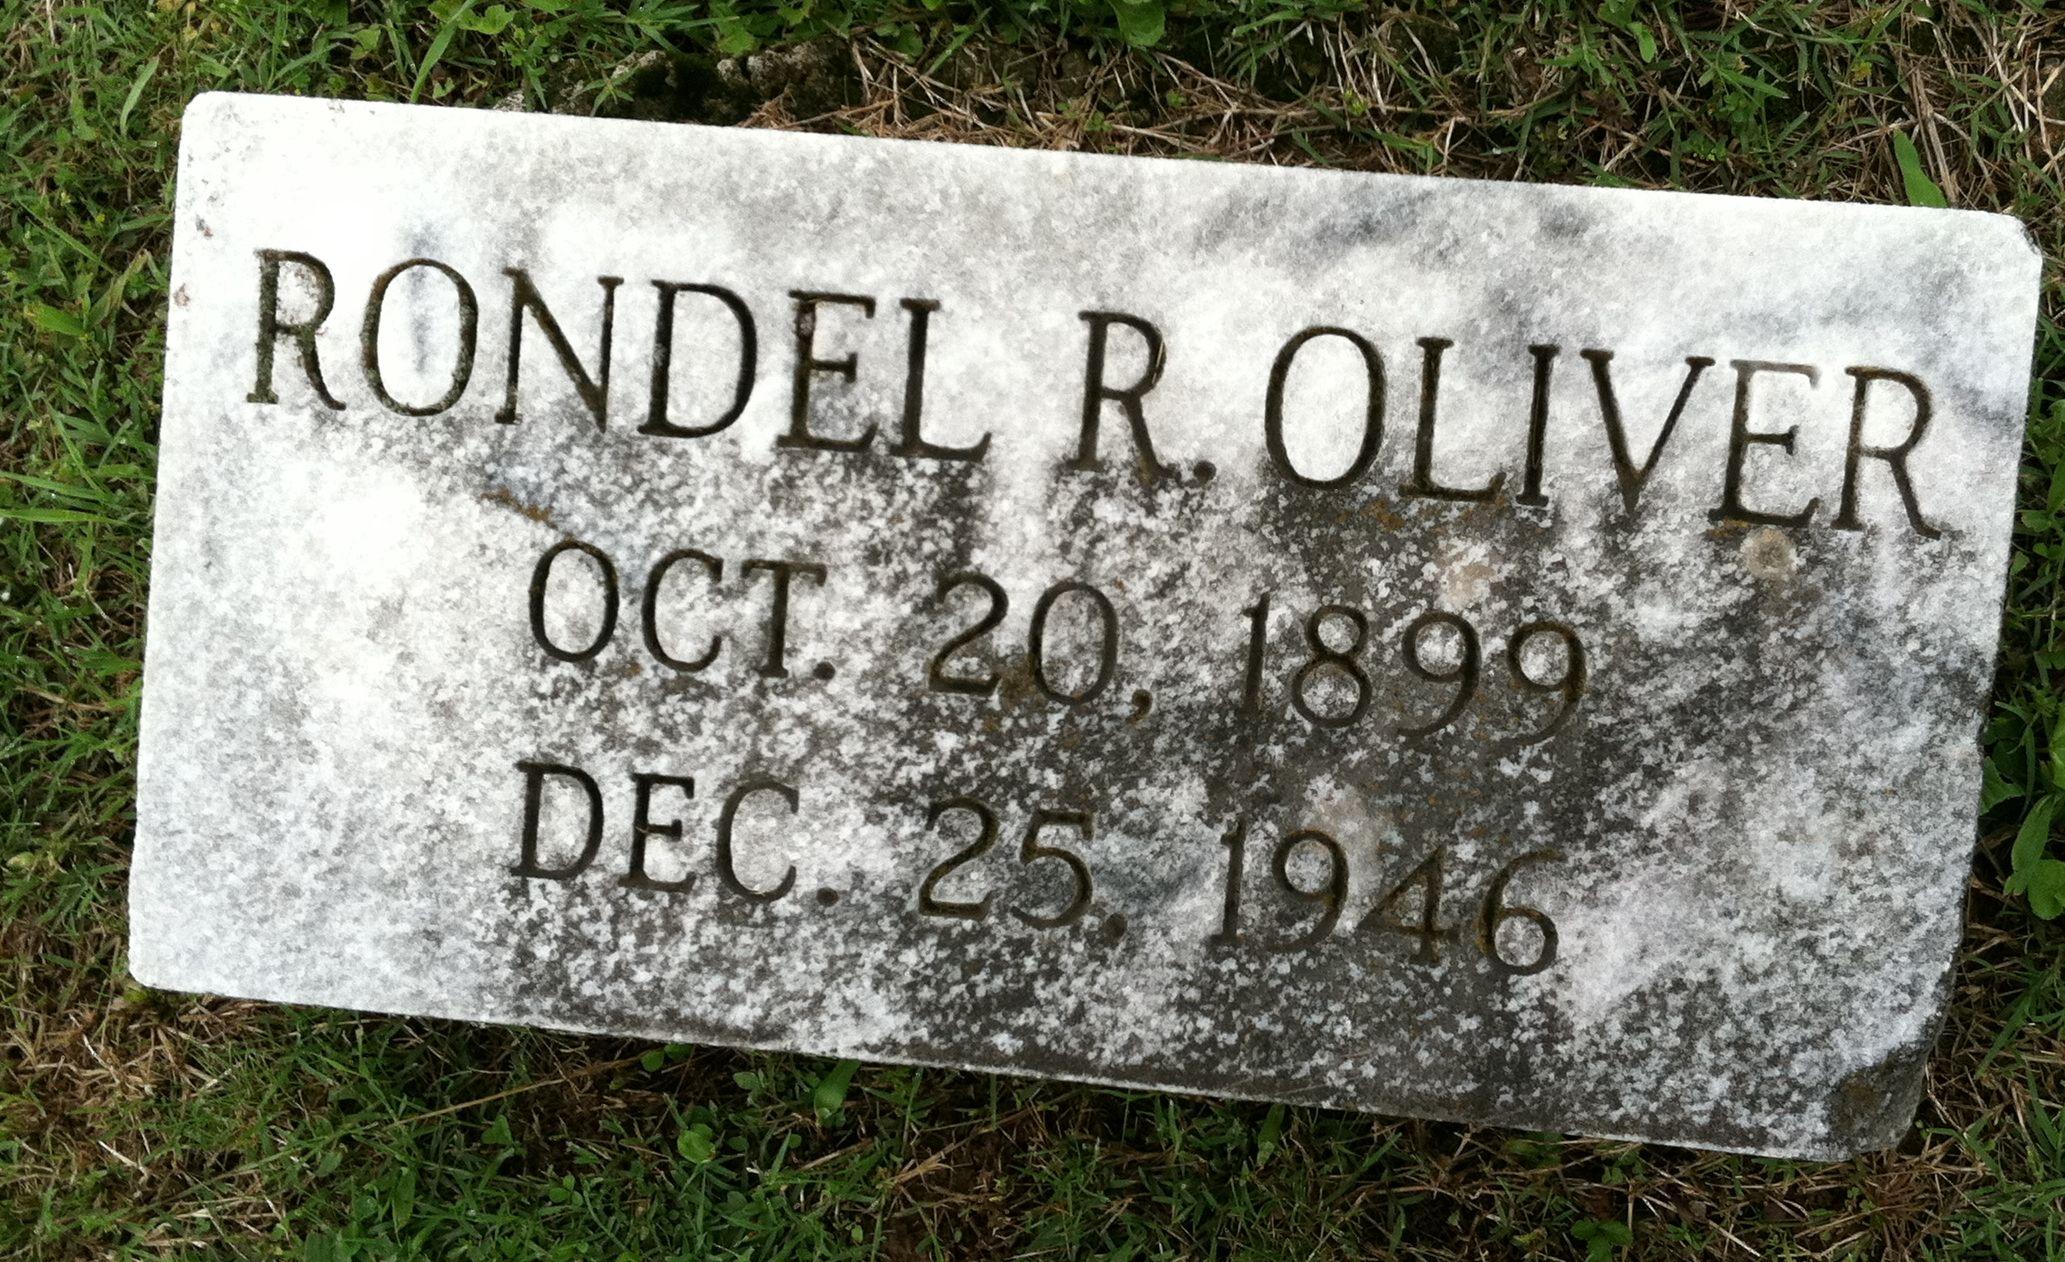 RONDEL R. OLIVER
OCT. 20, 1899
DEC. 25, 1946